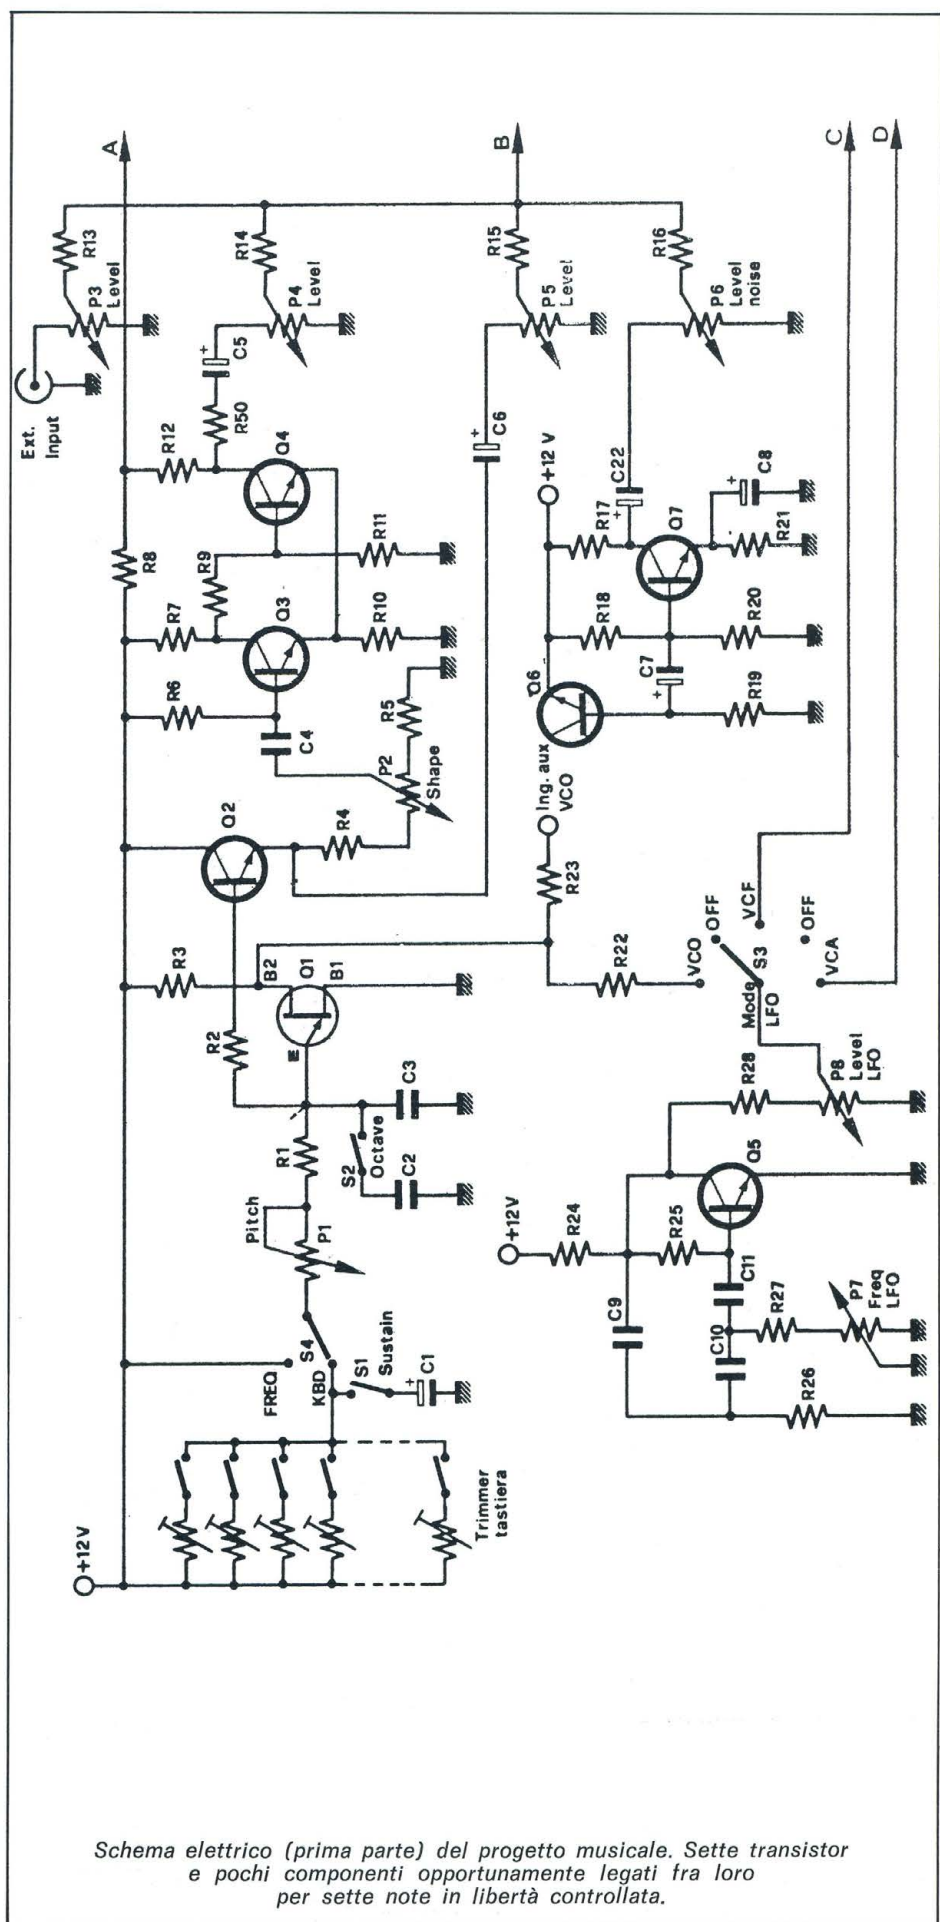 +12V
Trimmer
tastiera
FREQ
KBD
S4
S1
Sustain
+
C1
Pitch
P1
R1
S2
Octave
C2
C3
R2
R3
E
B2
Q1
B1
Q2
R4
P2
Shape
R5
C4
R6
R7
Q3
R9
R10
R8
R11
Q4
R12
R50
+
C5
Ext.
Input
P3
Level
R13
P4
Level
R14
A
+
C6
P5
Level
R15
B
P6
Level
noise
R16
+12V
R24
C9
R25
Q5
C11
C10
R27
P7
Freq
LFO
R26
R28
P8
Level
LFO
Mode
LFO
S3
VCO
OFF
VCF
OFF
VCA
R22
R23
Ing. aux
VCO
Q6
+
C7
R19
R18
R20
R17
+12 V
+
C22
Q7
R21
+
C8
C
D
Schema elettrico (prima parte) del progetto musicale. Sette transistor
e pochi componenti opportunamente legati fra loro
per sette note in libertà controllata.